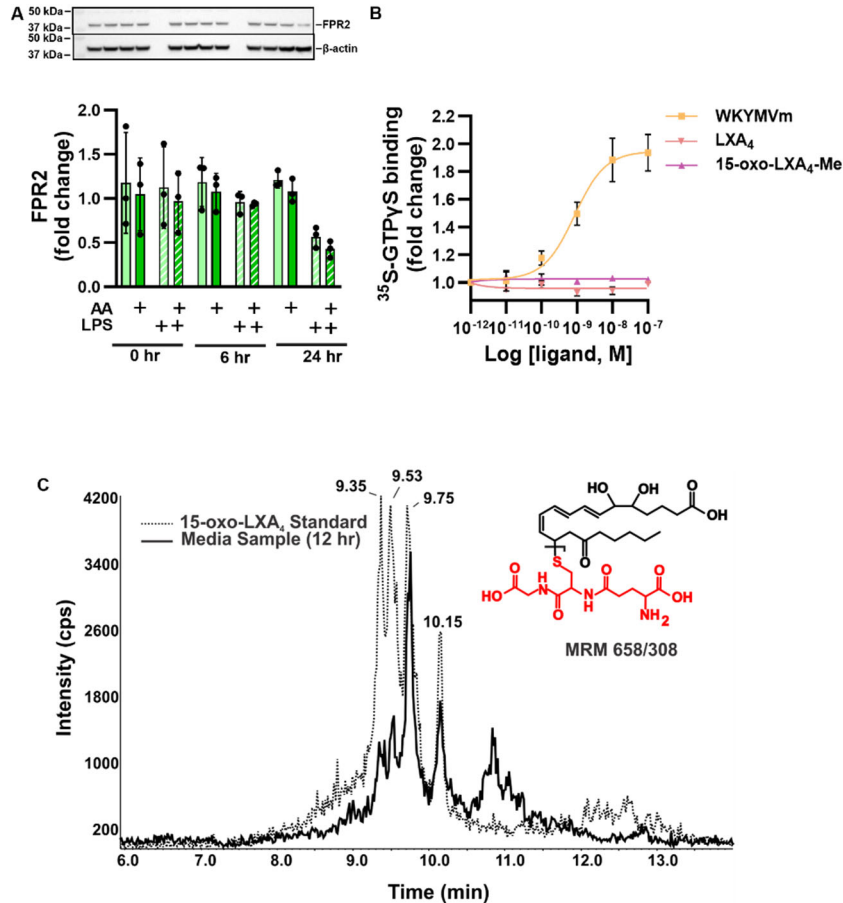 A
50 kDa
37 kDa
FPR2
50 kDa
37 kDa
β-actin
FPR2
(fold change)
2.0
1.5
1.0
0.5
0.0
AA + + + + + +
LPS + + + + + +
0 hr 6 hr 24 hr
B
³⁵S-GTPγS binding
(fold change)
2.2
2.0
1.8
1.6
1.4
1.2
1.0
10⁻¹² 10⁻¹¹ 10⁻¹⁰ 10⁻⁹ 10⁻⁸ 10⁻⁷
Log [ligand, M]
WKYMVm
LXA₄
15-oxo-LXA₄-Me
C
Intensity (cps)
4200
3400
2600
1800
1000
200
15-oxo-LXA₄ Standard
Media Sample (12 hr)
9.35
9.53
9.75
10.15
6.0 7.0 8.0 9.0 10.0 11.0 12.0 13.0
Time (min)
HO OH O
OH
O
S
O H O O
HO N N OH
O H NH₂
MRM 658/308